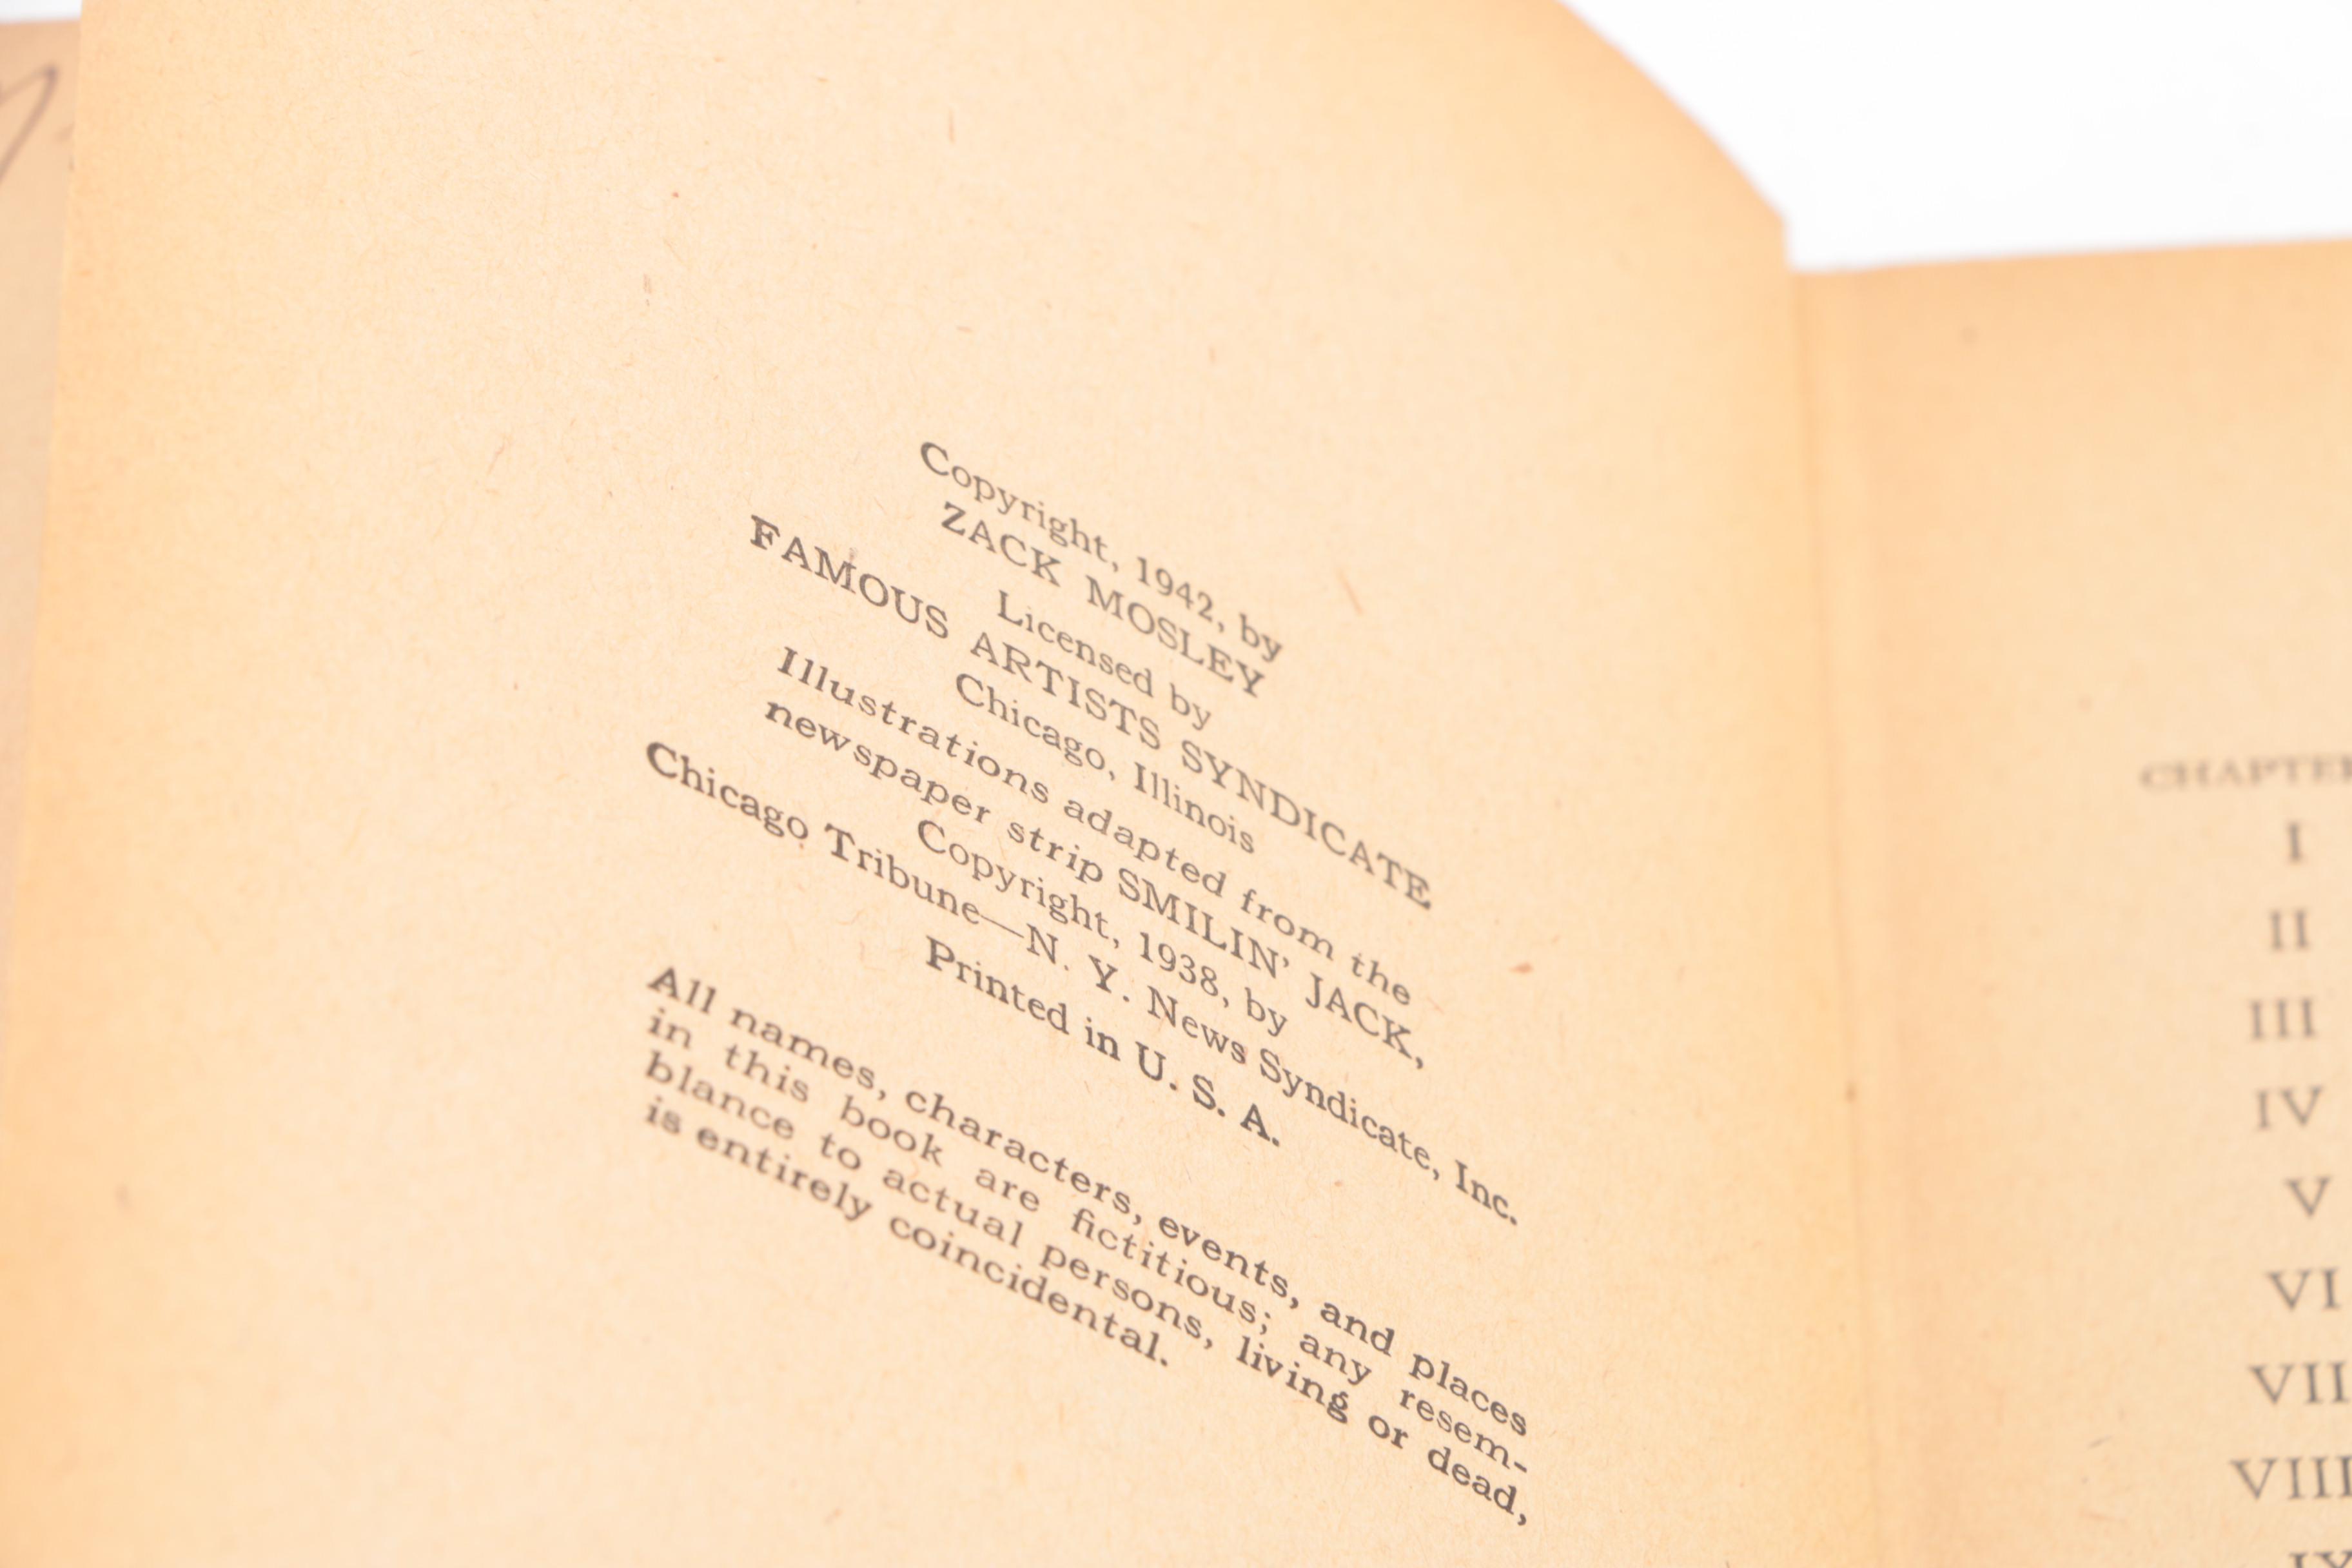 Copyright, 1942, by
ZACK MOSLEY
Licensed by
FAMOUS ARTISTS SYNDICATE
Chicago, Illinois
Illustrations adapted from the
newspaper strip SMILIN' JACK,
Copyright, 1938, by
Chicago Tribune—N. Y. News Syndicate, Inc.
Printed in U. S. A.
All names, characters, events, and places
in this book are fictitious; any resem-
blance to actual persons, living or dead,
is entirely coincidental.
CHAPTER
I
II
III
IV
V
VI
VII
VIII